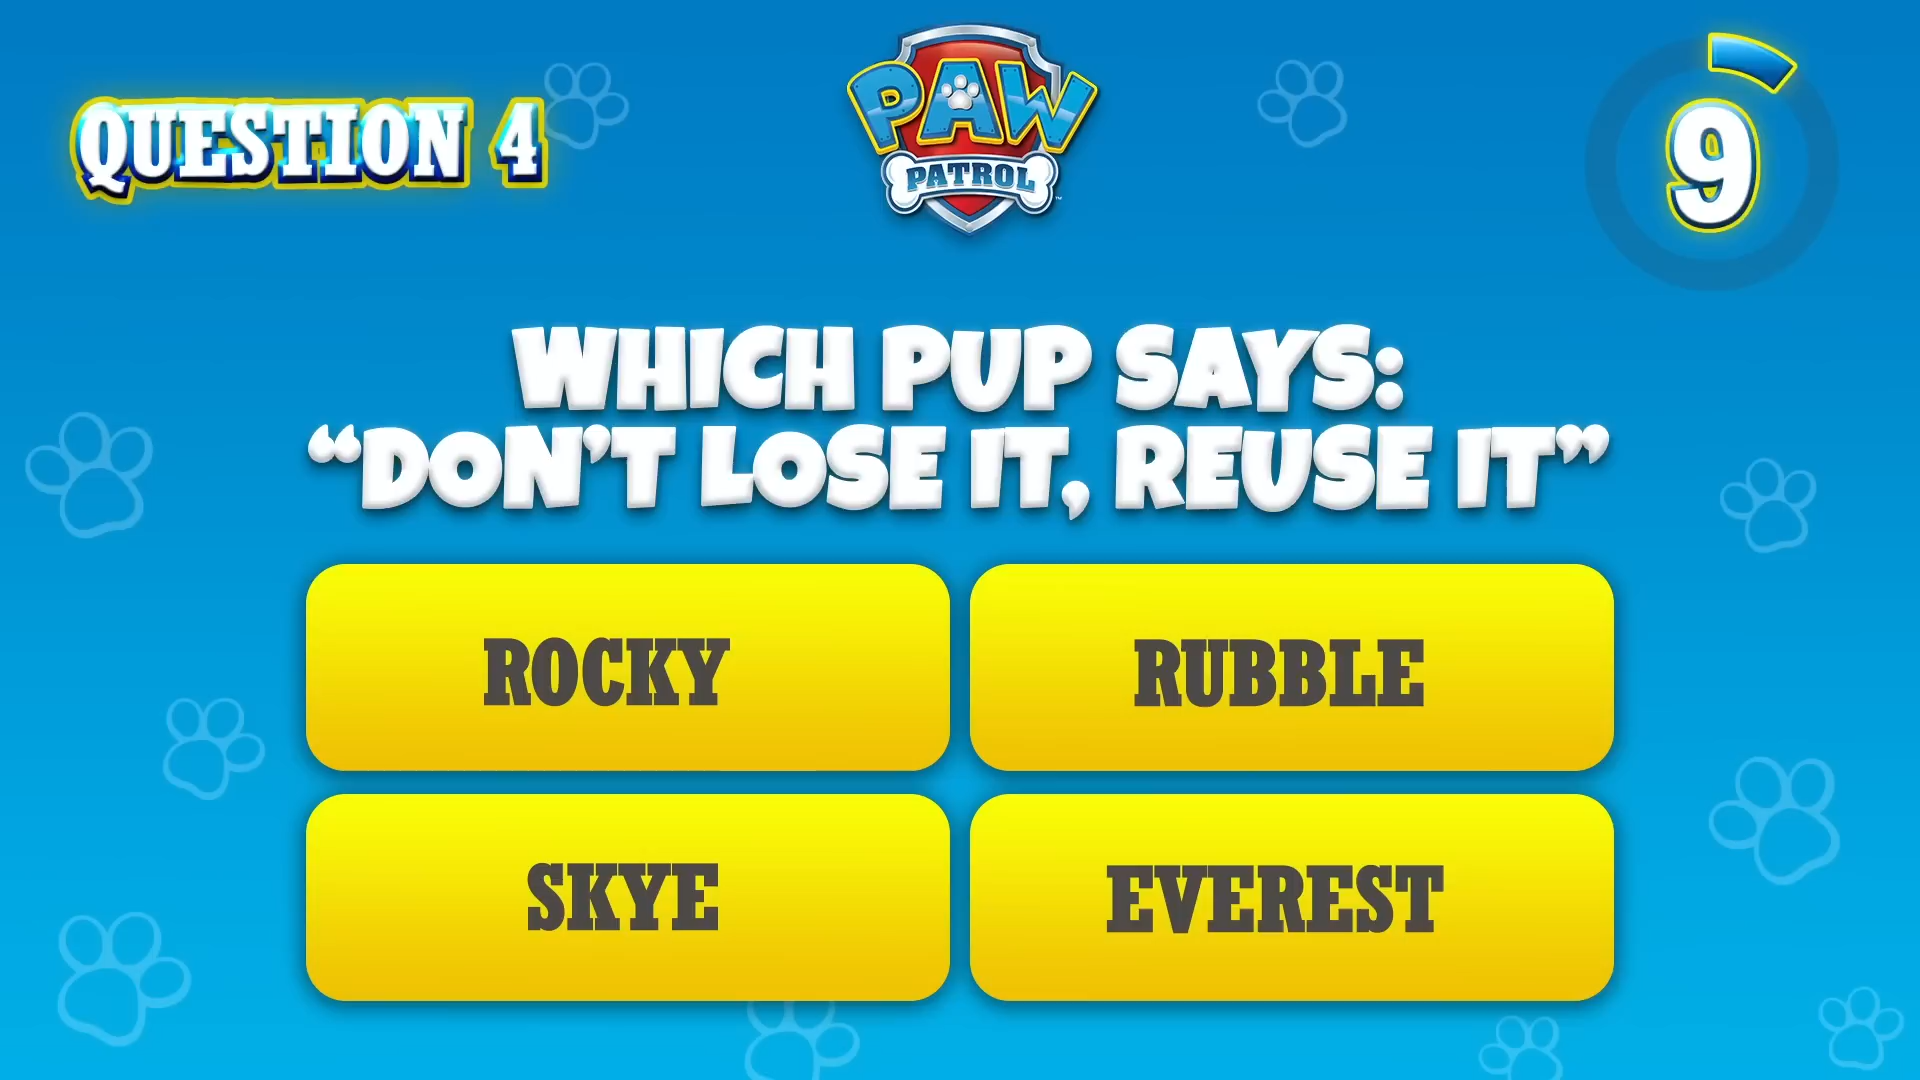 QUESTION 4
PAW
PATROL
9
WHICH PUP SAYS:
“DON’T LOSE IT, REUSE IT”
ROCKY
RUBBLE
SKYE
EVEREST